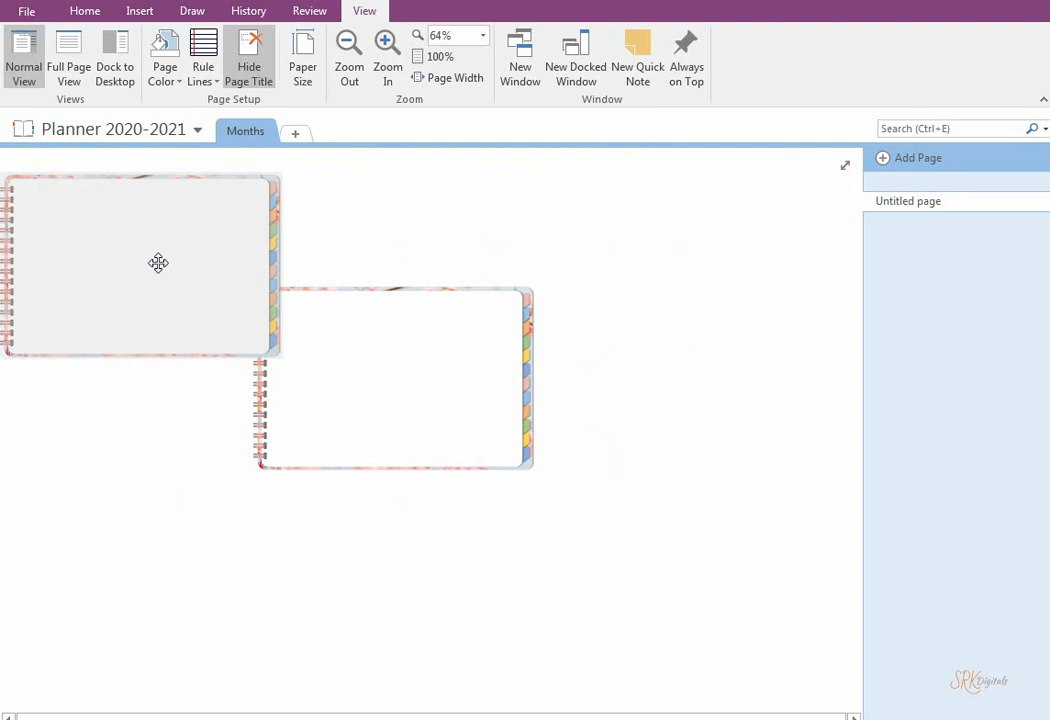 File Home Insert Draw History Review View
Normal View
Full Page View
Dock to Desktop
Page Color
Rule Lines
Hide Page Title
Paper Size
Zoom Out
Zoom In
64%
100%
Page Width
New Window
New Docked Window
New Quick Note
Always on Top
Views Page Setup Zoom Window
Planner 2020-2021 Months + Search (Ctrl+E)
Add Page
Untitled page
SRK Digitals